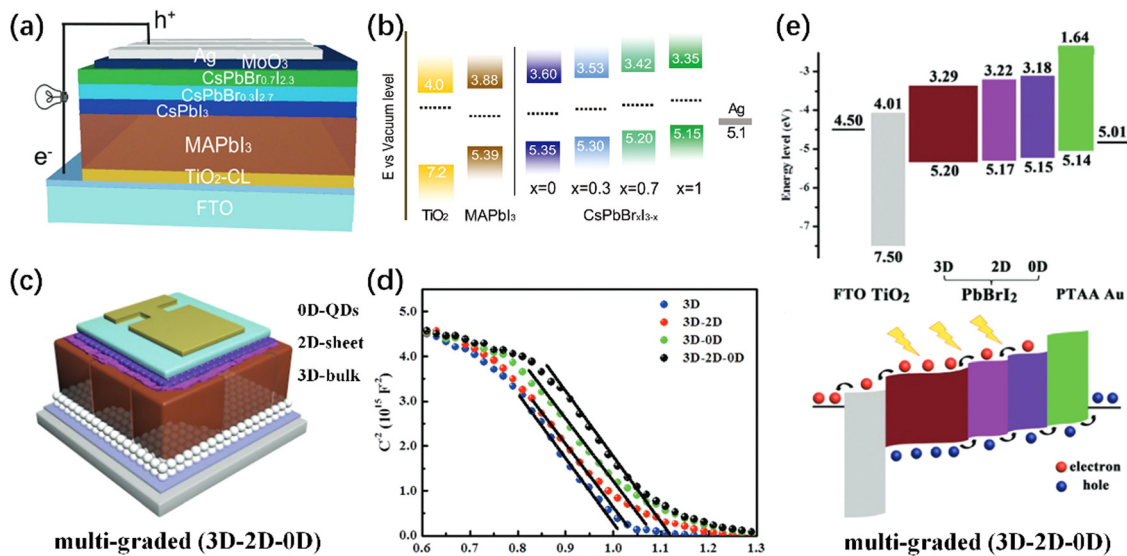 (a)
h+
Ag
MoO₃
CsPbBr₀.₇I₂.₃
CsPbBr₀.₃I₂.₇
CsPbI₃
MAPbI₃
e-
TiO₂-CL
FTO
(b)
E vs Vacuum level
4.0
3.88
3.60
3.53
3.42
3.35
Ag
5.1
7.2
5.39
5.35
5.30
5.20
5.15
x=0
x=0.3
x=0.7
x=1
TiO₂
MAPbI₃
CsPbBrₓI₃₋ₓ
(c)
0D-QDs
2D-sheet
3D-bulk
multi-graded (3D-2D-0D)
(d)
C⁻² (10¹⁵ F⁻²)
5.0
4.0
3.0
2.0
1.0
0.0
0.6
0.7
0.8
0.9
1.0
1.1
1.2
1.3
3D
3D-2D
3D-0D
3D-2D-0D
(e)
Energy level (eV)
-3
-4
-5
-6
-7
1.64
3.29
3.22
3.18
4.50
4.01
5.01
5.20
5.17
5.15
5.14
7.50
3D
2D
0D
FTO TiO₂
PbBrI₂
PTAA Au
electron
hole
multi-graded (3D-2D-0D)